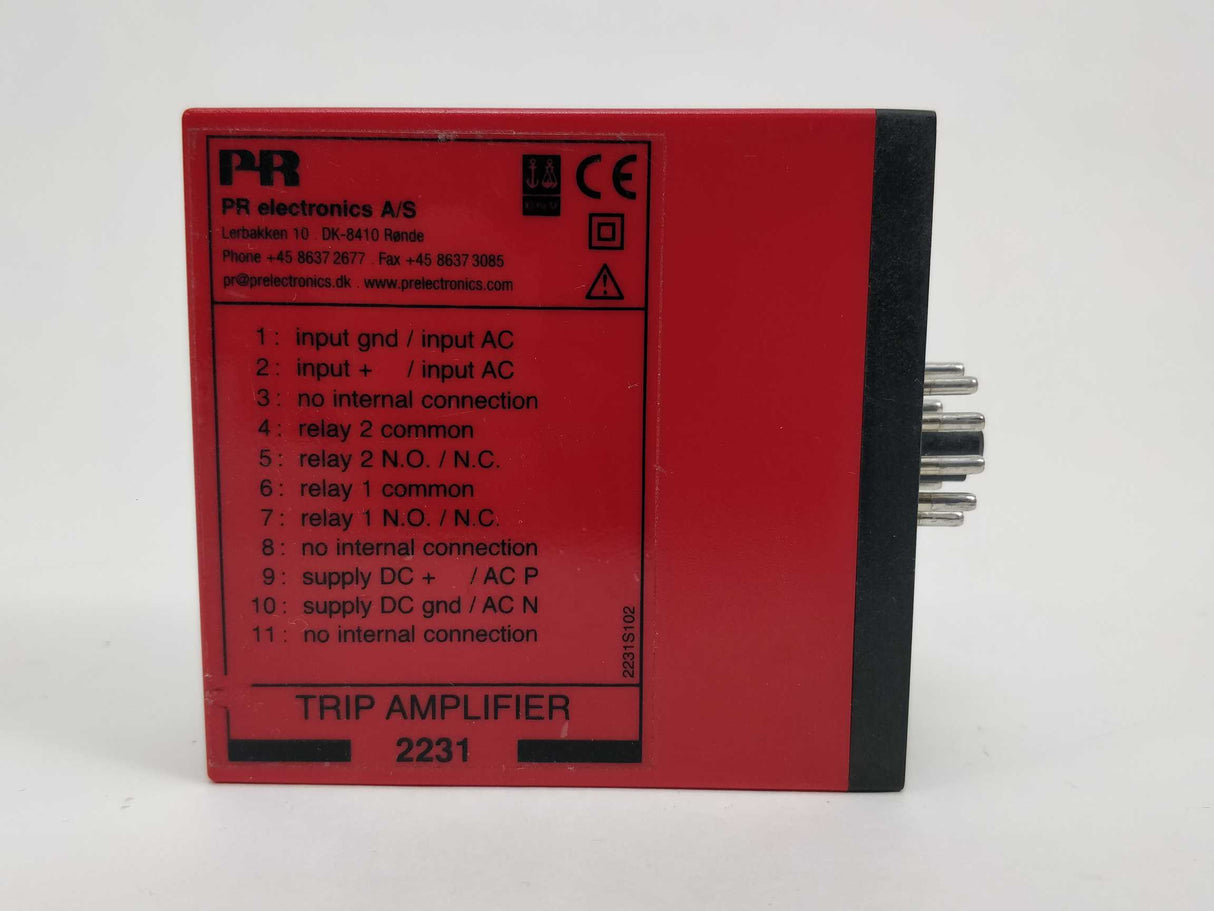 PR
PR electronics A/S
Lerbakken 10 . DK-8410 Rønde
Phone +45 8637 2677 . Fax +45 8637 3085
pr@prelectronics.dk . www.prelectronics.com
CE
1 : input gnd / input AC
2 : input + / input AC
3 : no internal connection
4 : relay 2 common
5 : relay 2 N.O. / N.C.
6 : relay 1 common
7 : relay 1 N.O. / N.C.
8 : no internal connection
9 : supply DC + / AC P
10 : supply DC gnd / AC N
11 : no internal connection
2231S102
TRIP AMPLIFIER
2231